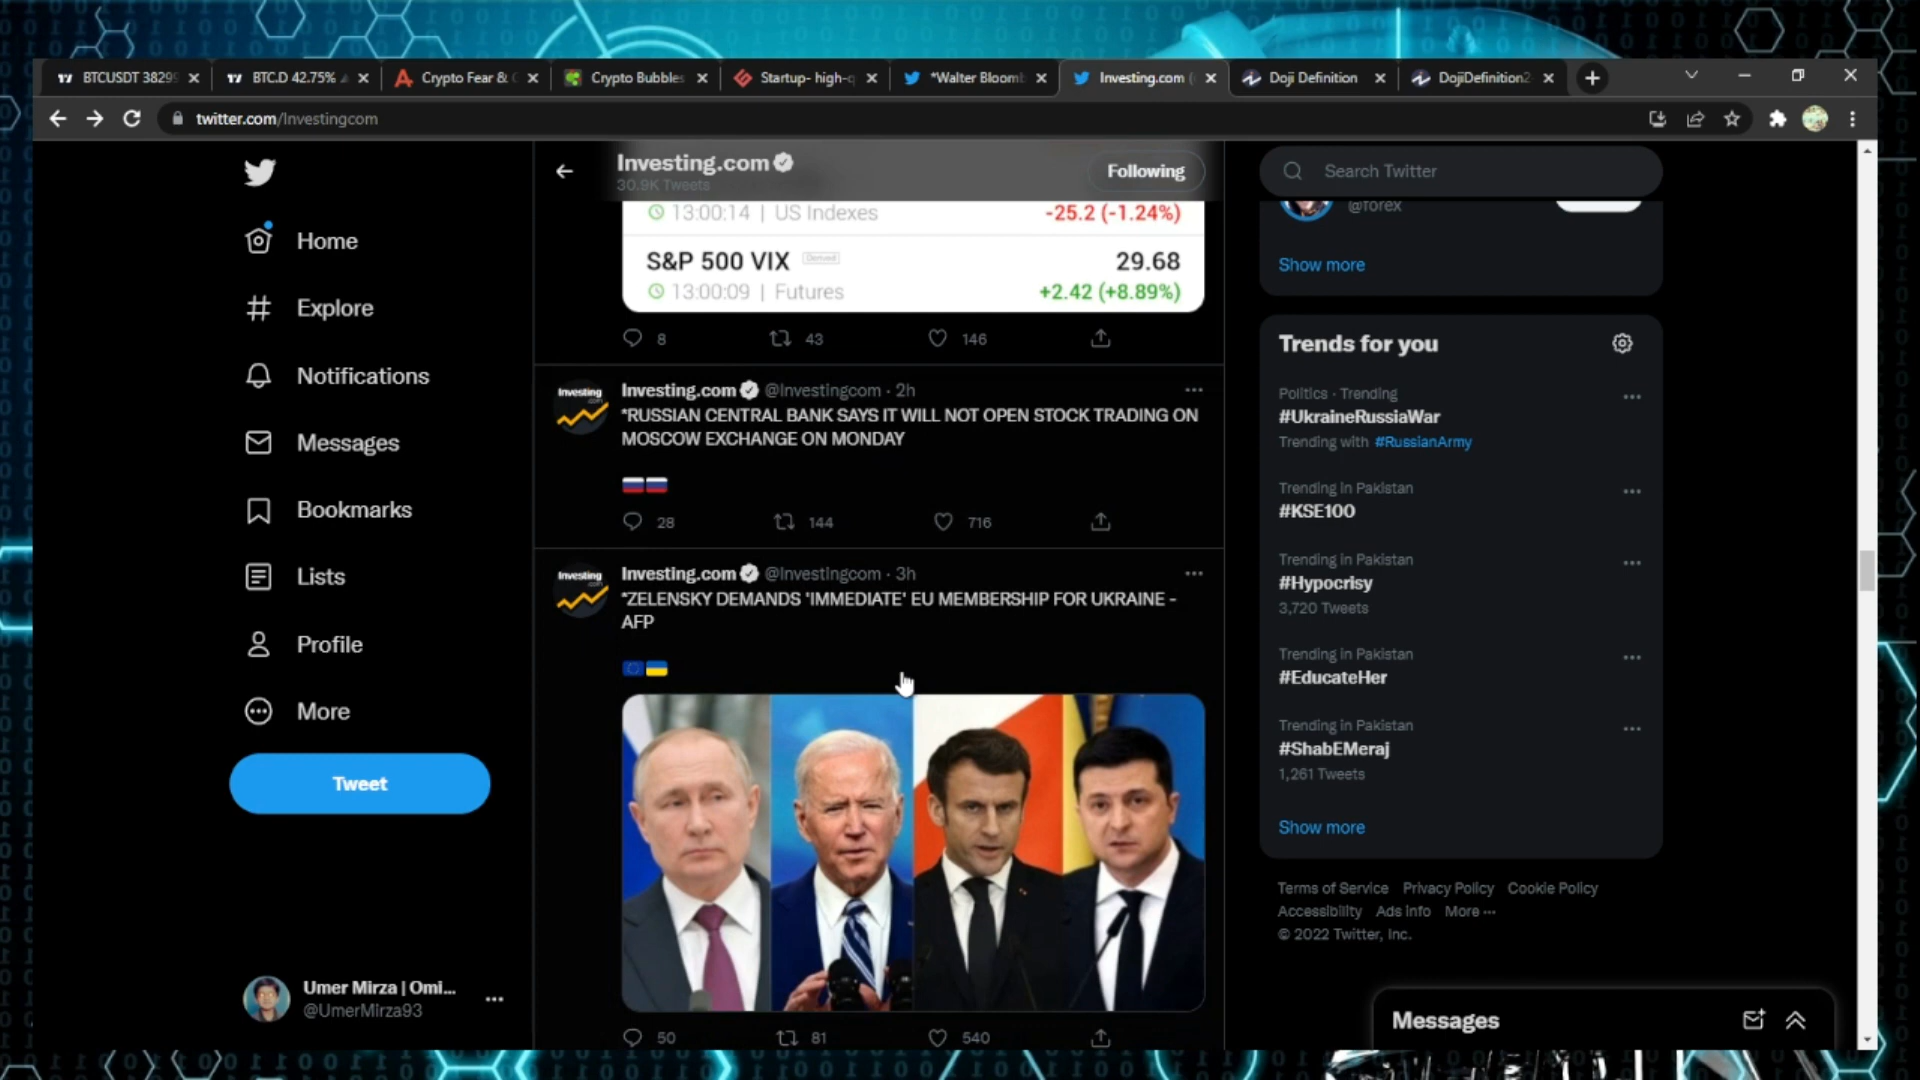 BTCUSDT 38299
BTC.D 42.75%
Crypto Fear &
Crypto Bubbles
Startup- high-q
*Walter Bloom
Investing.com (
Doji Definition
DojiDefinition2
twitter.com/Investingcom
Investing.com
30.9K Tweets
Following
Search Twitter
@forex
Show more
Home
Explore
Notifications
Messages
Bookmarks
Lists
Profile
More
Tweet
Umer Mirza | Omi...
@UmerMirza93
13:00:14 | US Indexes
-25.2 (-1.24%)
S&P 500 VIX Derived
29.68
13:00:09 | Futures
+2.42 (+8.89%)
8 43 146
Investing.com @Investingcom · 2h
*RUSSIAN CENTRAL BANK SAYS IT WILL NOT OPEN STOCK TRADING ON
MOSCOW EXCHANGE ON MONDAY
28 144 716
Investing.com @Investingcom · 3h
*ZELENSKY DEMANDS 'IMMEDIATE' EU MEMBERSHIP FOR UKRAINE -
AFP
50 81 540
Trends for you
Politics · Trending
#UkraineRussiaWar
Trending with #RussianArmy
Trending in Pakistan
#KSE100
Trending in Pakistan
#Hypocrisy
3,720 Tweets
Trending in Pakistan
#EducateHer
Trending in Pakistan
#ShabEMeraj
1,261 Tweets
Show more
Terms of Service Privacy Policy Cookie Policy
Accessibility Ads info More ···
© 2022 Twitter, Inc.
Messages